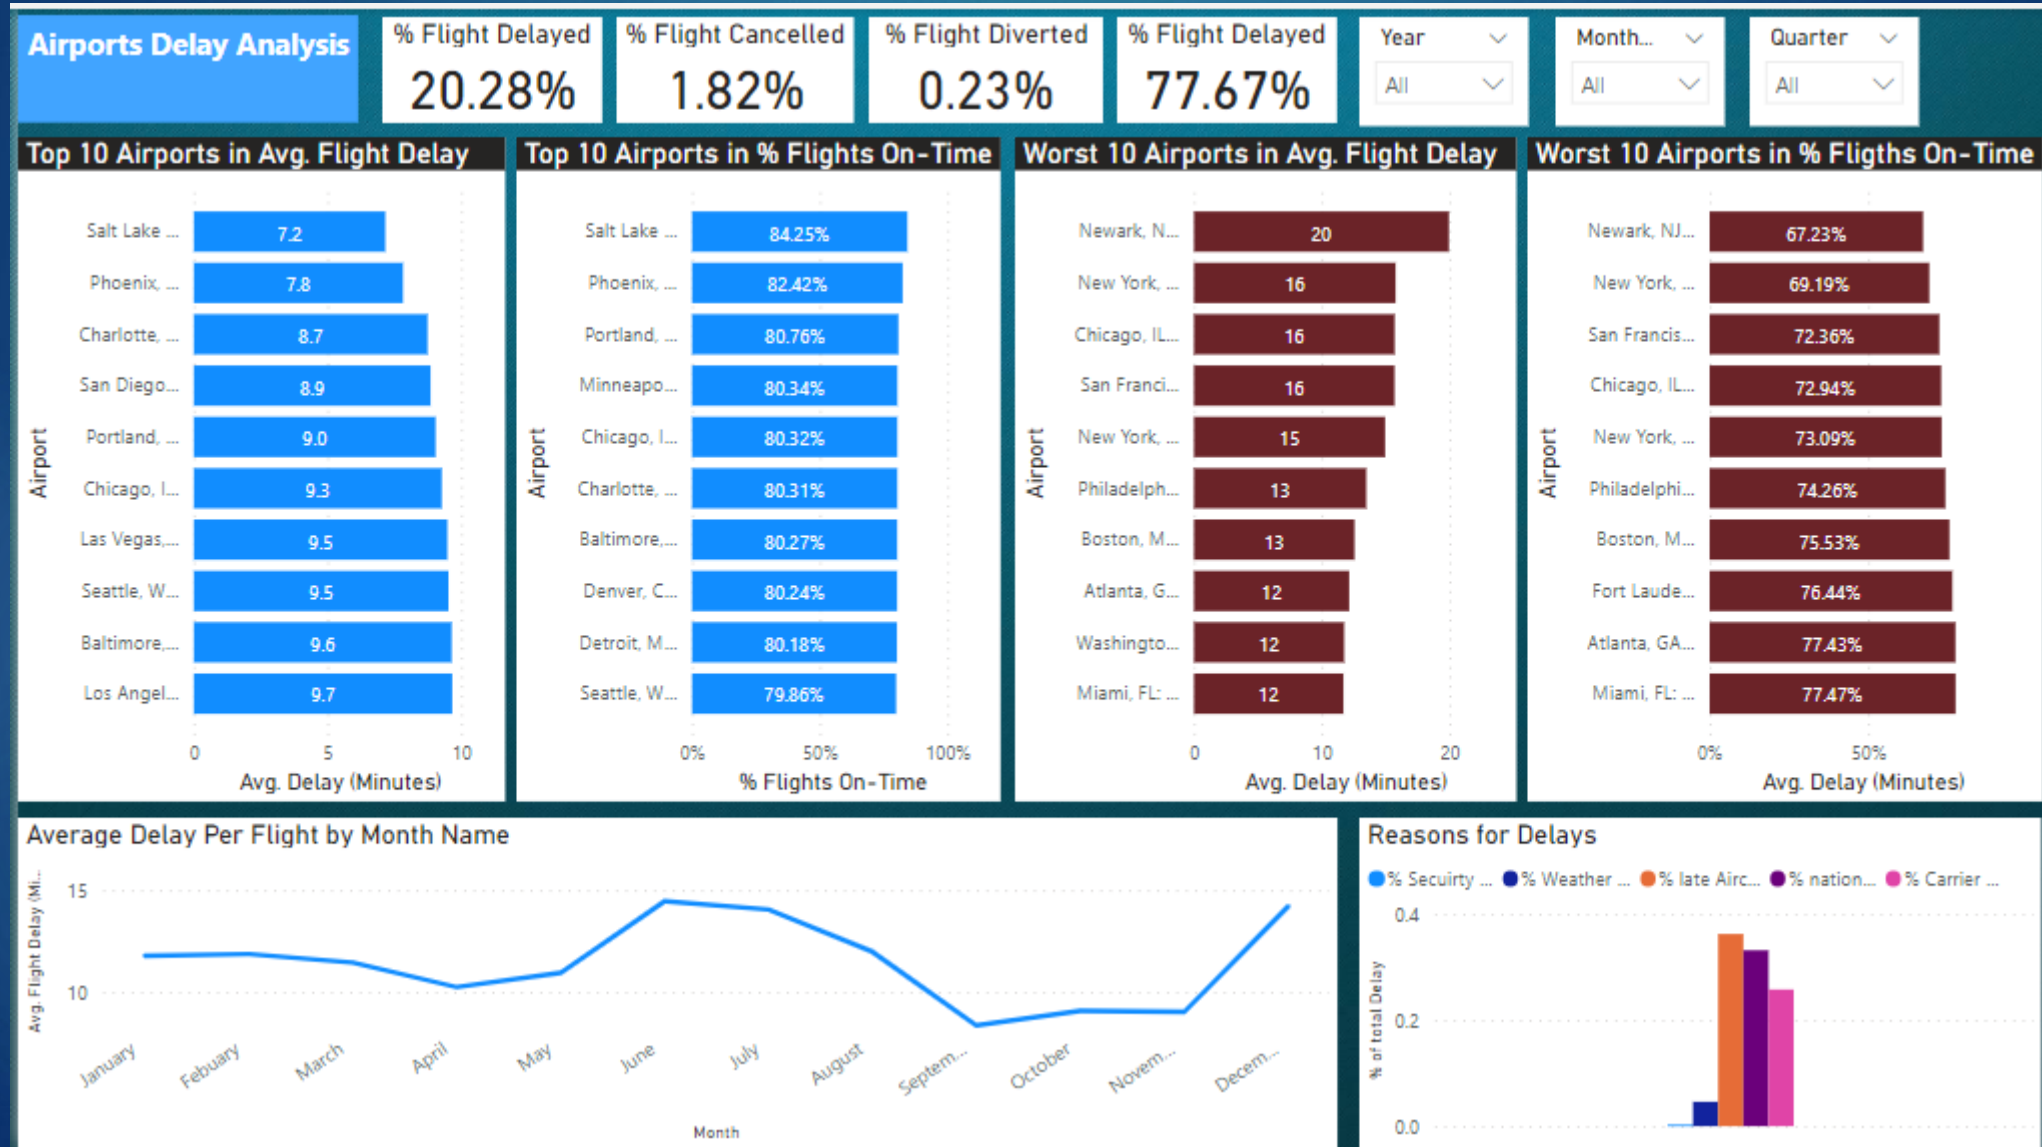 Airports Delay Analysis
% Flight Delayed
20.28%
% Flight Cancelled
1.82%
% Flight Diverted
0.23%
% Flight Delayed
77.67%
Year
All
Month...
All
Quarter
All
Top 10 Airports in Avg. Flight Delay
Airport
Salt Lake ... 7.2
Phoenix, ... 7.8
Charlotte, ... 8.7
San Diego... 8.9
Portland, ... 9.0
Chicago, I... 9.3
Las Vegas,... 9.5
Seattle, W... 9.5
Baltimore,... 9.6
Los Angel... 9.7
0 5 10
Avg. Delay (Minutes)
Top 10 Airports in % Flights On-Time
Airport
Salt Lake ... 84.25%
Phoenix, ... 82.42%
Portland, ... 80.76%
Minneapo... 80.34%
Chicago, I... 80.32%
Charlotte, ... 80.31%
Baltimore,... 80.27%
Denver, C... 80.24%
Detroit, M... 80.18%
Seattle, W... 79.86%
0% 50% 100%
% Flights On-Time
Worst 10 Airports in Avg. Flight Delay
Airport
Newark, N... 20
New York, ... 16
Chicago, IL... 16
San Franci... 16
New York, ... 15
Philadelph... 13
Boston, M... 13
Atlanta, G... 12
Washingto... 12
Miami, FL: ... 12
0 10 20
Avg. Delay (Minutes)
Worst 10 Airports in % Fligths On-Time
Airport
Newark, NJ... 67.23%
New York, ... 69.19%
San Francis... 72.36%
Chicago, IL... 72.94%
New York, ... 73.09%
Philadelphi... 74.26%
Boston, M... 75.53%
Fort Laude... 76.44%
Atlanta, GA... 77.43%
Miami, FL: ... 77.47%
0% 50%
Avg. Delay (Minutes)
Average Delay Per Flight by Month Name
Avg. Flight Delay (Mi...
15
10
January Febuary March April May June July August Septem... October Novem... Decem...
Month
Reasons for Delays
% Secuirty ... % Weather ... % late Airc... % nation... % Carrier ...
% of total Delay
0.4
0.2
0.0